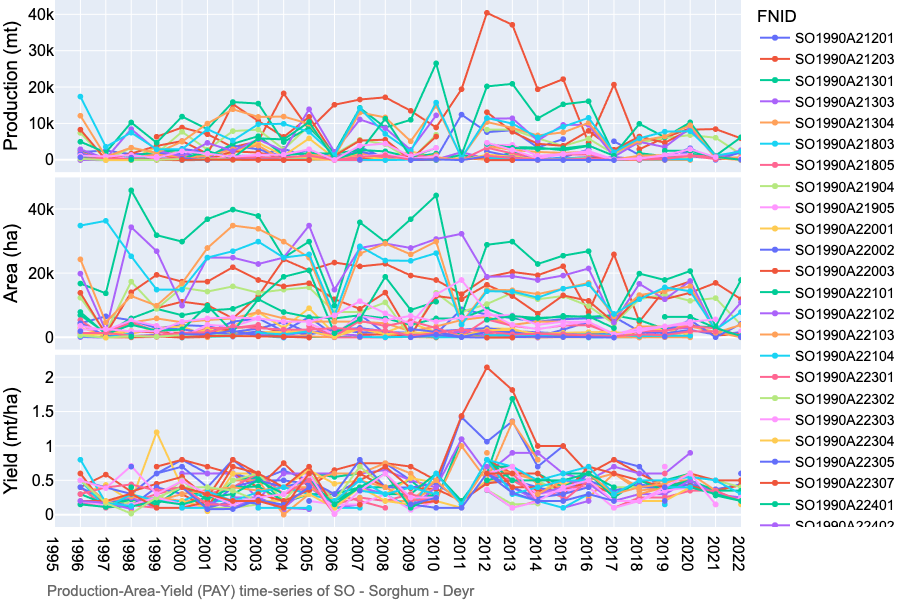 FNID
SO1990A21201
SO1990A21203
SO1990A21301
SO1990A21303
SO1990A21304
SO1990A21803
SO1990A21805
SO1990A21904
SO1990A21905
SO1990A22001
SO1990A22002
SO1990A22003
SO1990A22101
SO1990A22102
SO1990A22103
SO1990A22104
SO1990A22301
SO1990A22302
SO1990A22303
SO1990A22304
SO1990A22305
SO1990A22307
SO1990A22401
SO1990A22402
Production (mt)
40k
30k
20k
10k
0
Area (ha)
40k
20k
0
Yield (mt/ha)
2
1.5
1
0.5
0
1995 1996 1997 1998 1999 2000 2001 2002 2003 2004 2005 2006 2007 2008 2009 2010 2011 2012 2013 2014 2015 2016 2017 2018 2019 2020 2021 2022
Production-Area-Yield (PAY) time-series of SO - Sorghum - Deyr